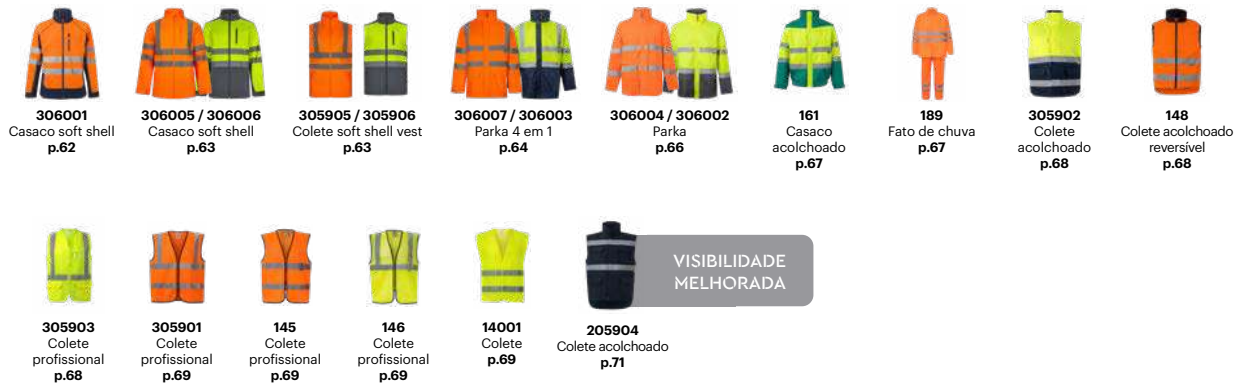 306001
Casaco soft shell
p.62
306005 / 306006
Casaco soft shell
p.63
305905 / 305906
Colete soft shell vest
p.63
306007 / 306003
Parka 4 em 1
p.64
306004 / 306002
Parka
p.66
161
Casaco
acolchoado
p.67
189
Fato de chuva
p.67
305902
Colete
acolchoado
p.68
148
Colete acolchoado
reversível
p.68
305903
Colete
profissional
p.68
305901
Colete
profissional
p.69
145
Colete
profissional
p.69
146
Colete
profissional
p.69
14001
Colete
p.69
205904
Colete acolchoado
p.71
VISIBILIDADE
MELHORADA